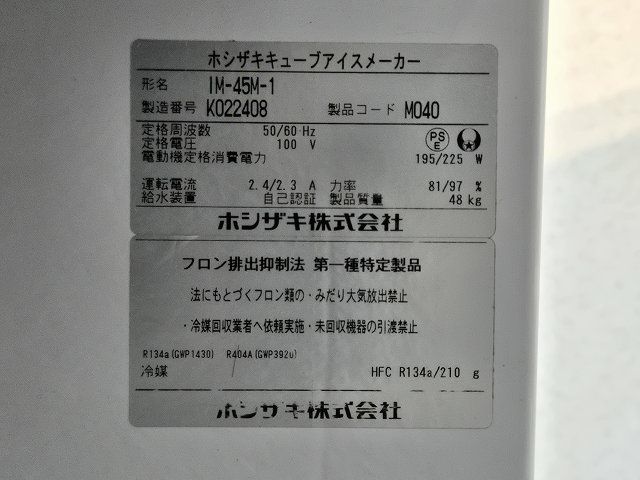 ホシザキキューブアイスメーカー
形名 IM-45M-1
製造番号 K022408 製品コード M040
定格周波数 50/60 Hz
定格電圧 100 V
PSE
電動機定格消費電力 195/225 W
運転電流 2.4/2.3 A 力率 81/97 %
給水装置 自己認証 製品質量 48 kg
ホシザキ株式会社
フロン排出抑制法 第一種特定製品
法にもとづくフロン類の・みだり大気放出禁止
・冷媒回収業者へ依頼実施・未回収機器の引渡禁止
R134a(GWP1430) R404A(GWP3920)
冷媒 HFC R134a/210 g
ホシザキ株式会社